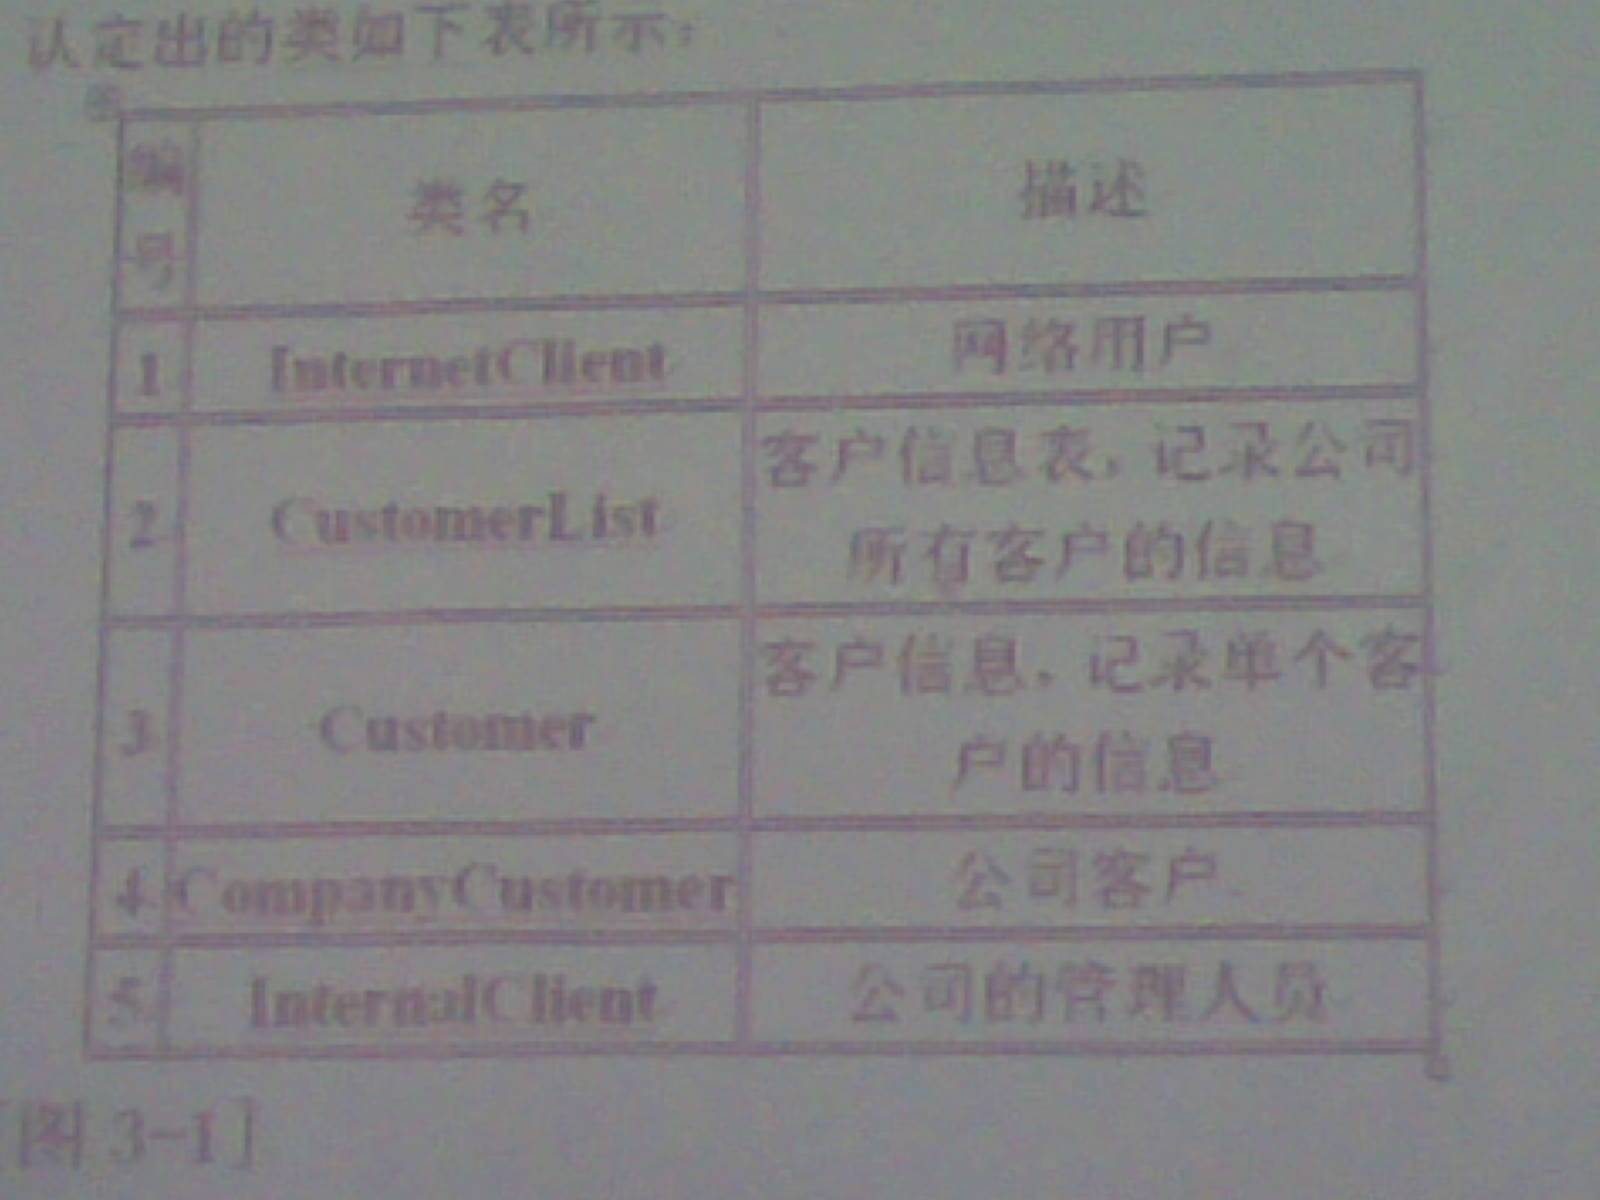 认定出的类如下表所示：
编号 类名 描述
1 InternetClient 网络用户
2 CustomerList 客户信息表，记录公司
所有客户的信息
3 Customer 客户信息，记录单个客
户的信息
4 CompanyCustomer 公司客户
5 InternalClient 公司的管理人员
[图 3-1]